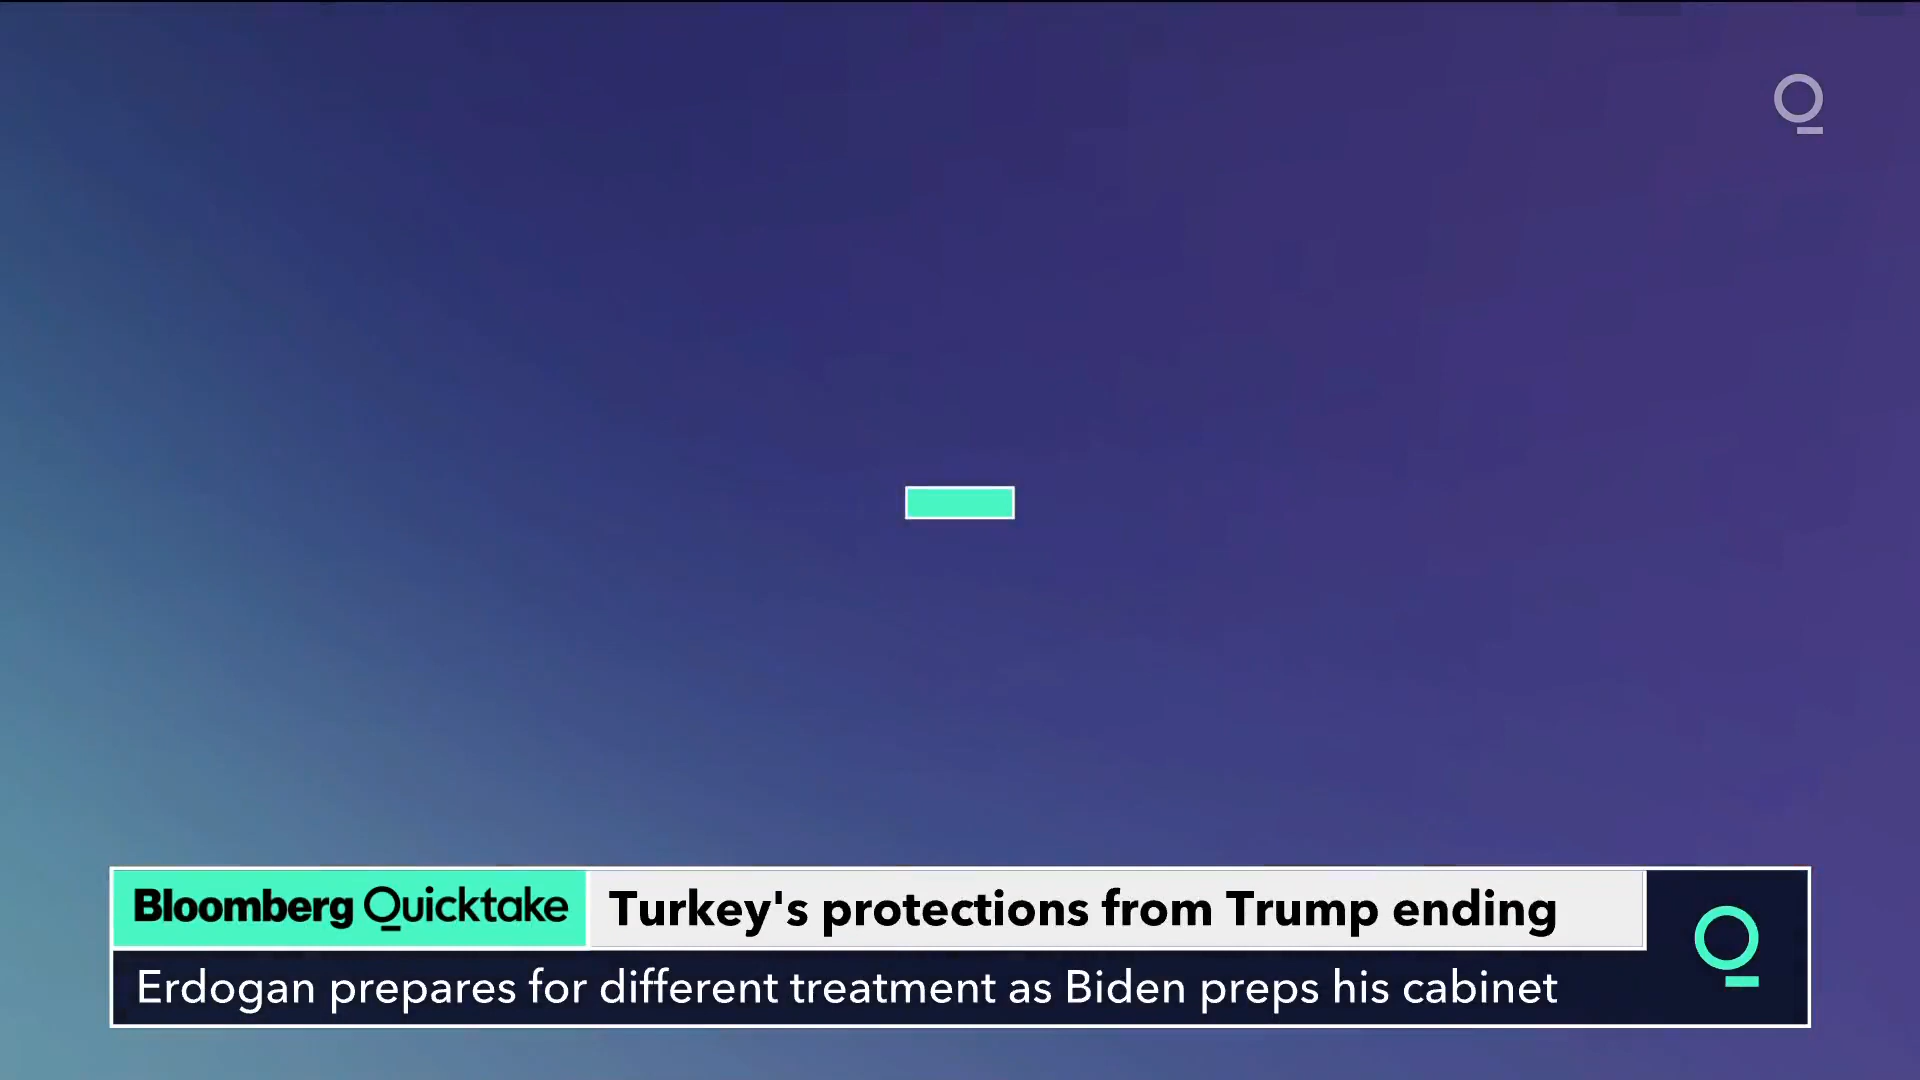 Bloomberg Quicktake
Turkey's protections from Trump ending
Erdogan prepares for different treatment as Biden preps his cabinet